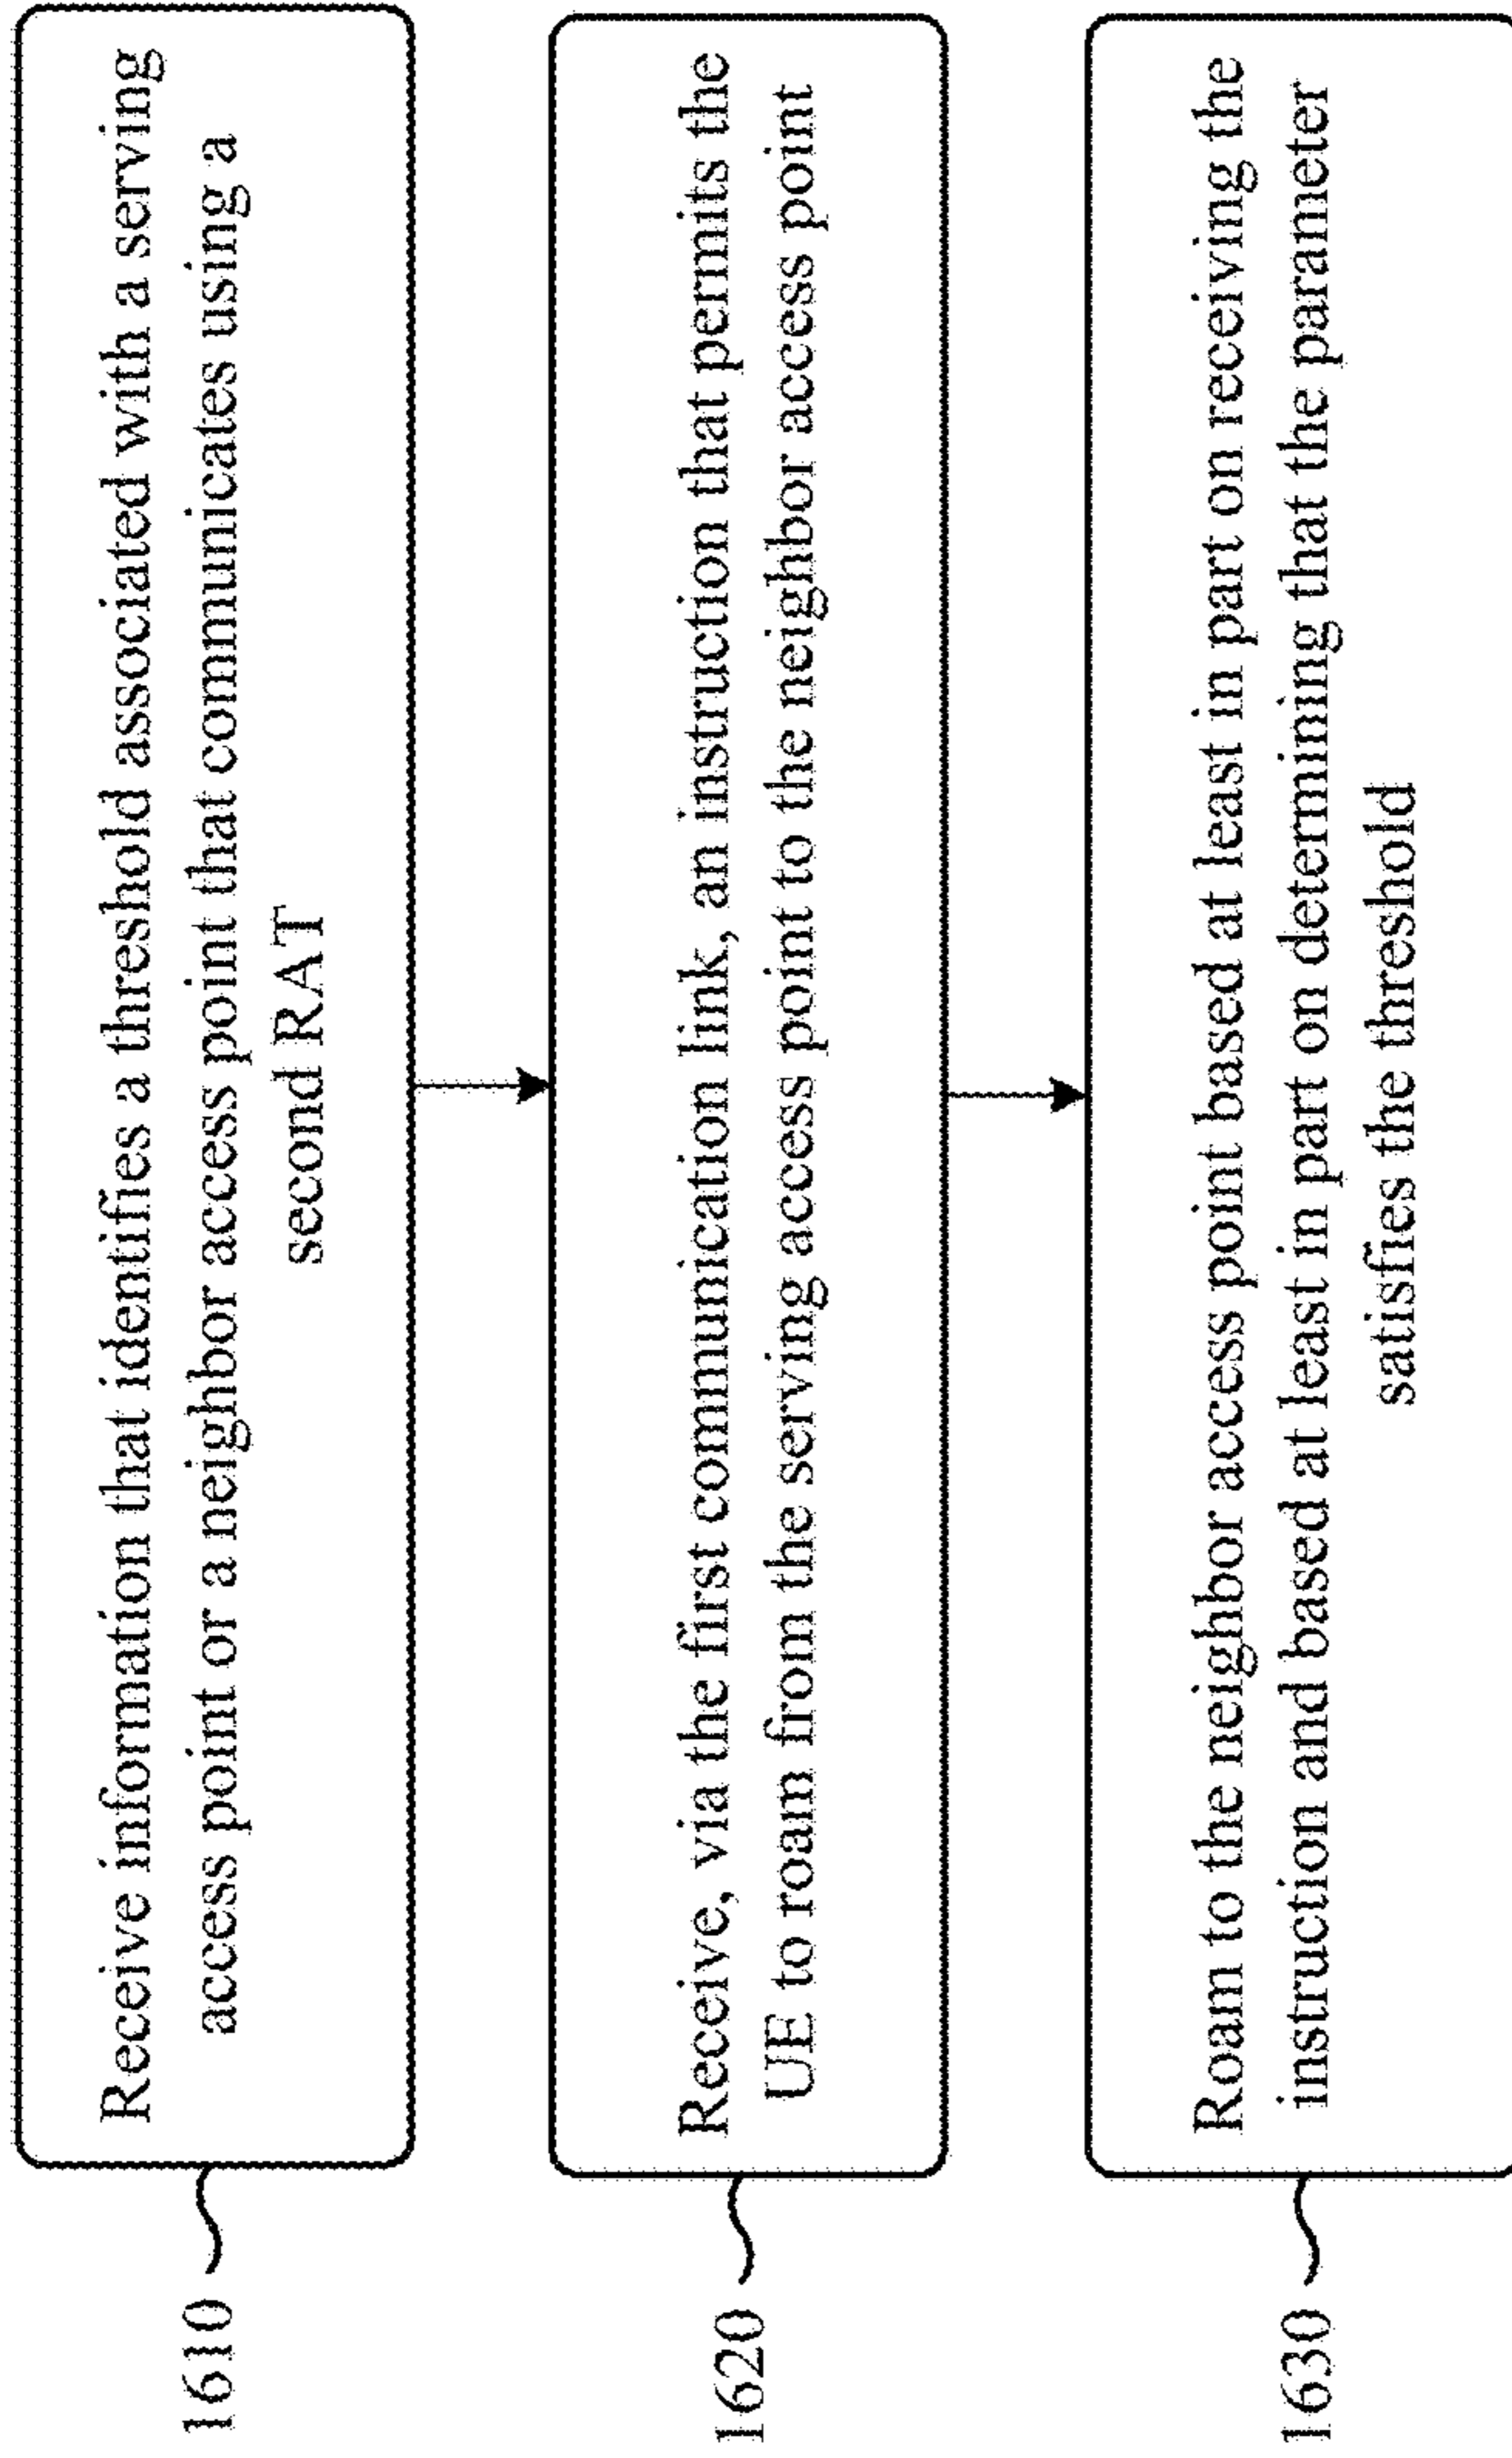 1610
Receive information that identifies a threshold associated with a serving
access point or a neighbor access point that communicates using a
second RAT
1620
Receive, via the first communication link, an instruction that permits the
UE to roam from the serving access point to the neighbor access point
1630
Roam to the neighbor access point based at least in part on receiving the
instruction and based at least in part on determining that the parameter
satisfies the threshold